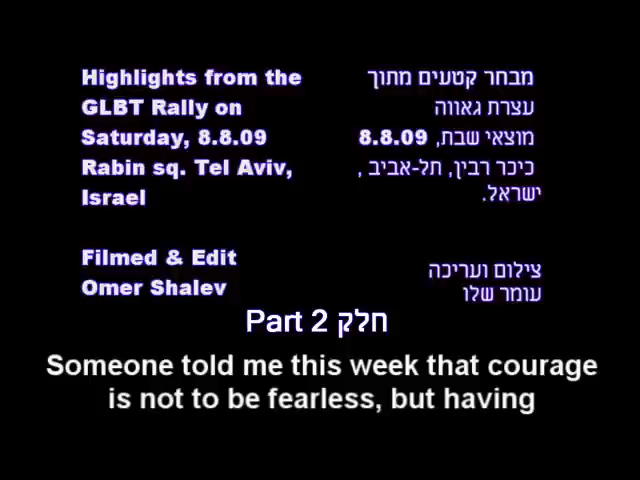 Highlights from the
GLBT Rally on
Saturday, 8.8.09
Rabin sq. Tel Aviv,
Israel
Filmed & Edit
Omer Shalev
מבחר קטעים מתוך
עצרת גאווה
מוצאי שבת, 8.8.09
כיכר רבין, תל-אביב ,
ישראל.
צילום ועריכה
עומר שלו
Part 2 חלק
Someone told me this week that courage
is not to be fearless, but having